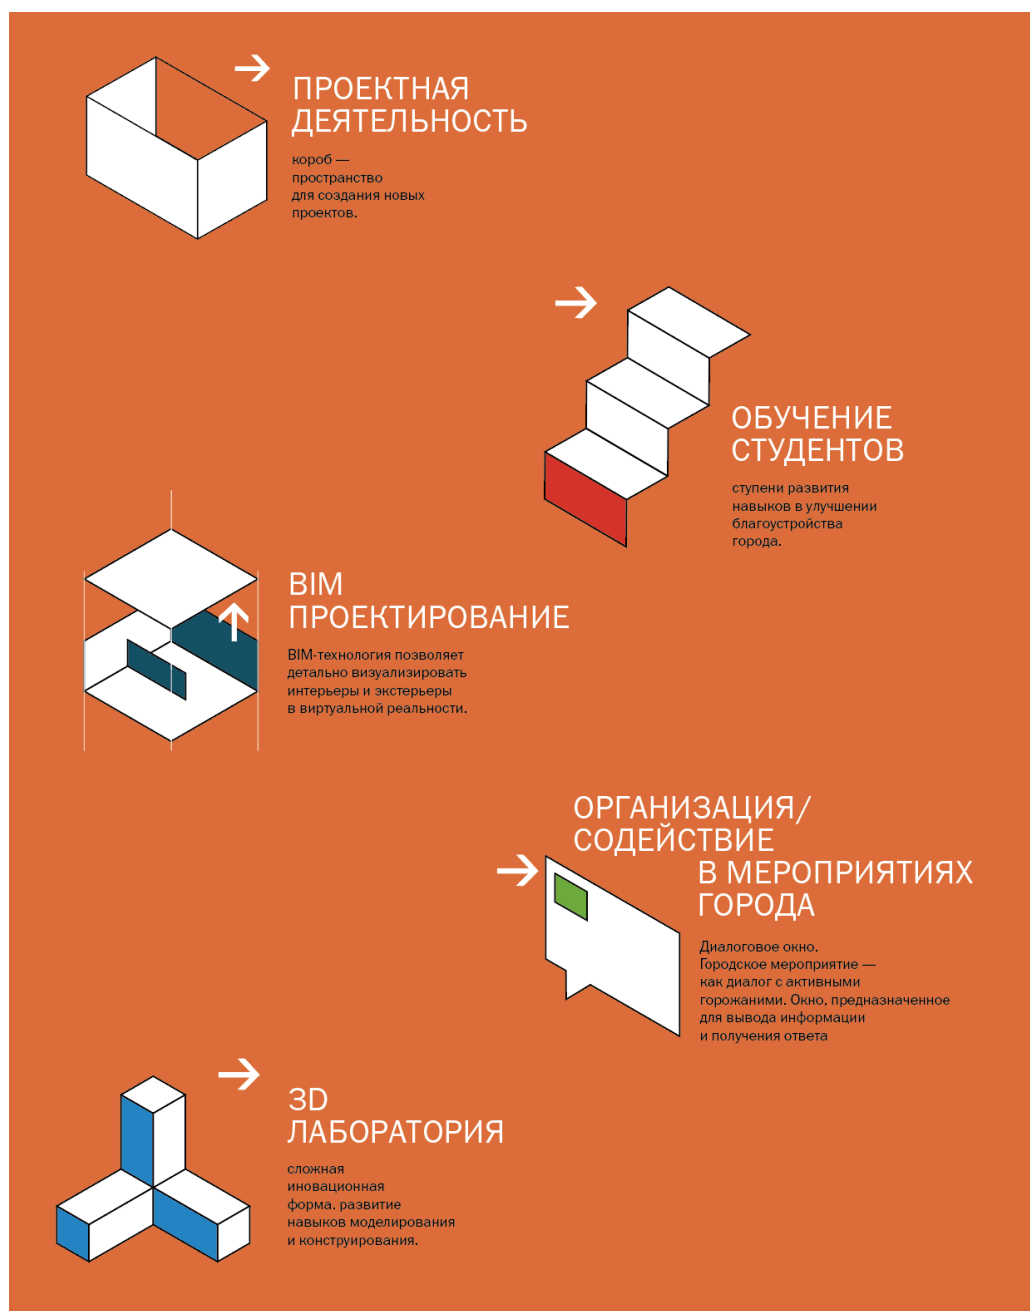 ПРОЕКТНАЯ
ДЕЯТЕЛЬНОСТЬ
короб —
пространство
для создания новых
проектов.
ОБУЧЕНИЕ
СТУДЕНТОВ
ступени развития
навыков в улучшении
благоустройства
города.
BIM
ПРОЕКТИРОВАНИЕ
BIM-технология позволяет
детально визуализировать
интерьеры и экстерьеры
в виртуальной реальности.
ОРГАНИЗАЦИЯ/
СОДЕЙСТВИЕ
В МЕРОПРИЯТИЯХ
ГОРОДА
Диалоговое окно.
Городское мероприятие —
как диалог с активными
горожаними. Окно, предназначенное
для вывода информации
и получения ответа
3D
ЛАБОРАТОРИЯ
сложная
иновационная
форма. развитие
навыков моделирования
и конструирования.